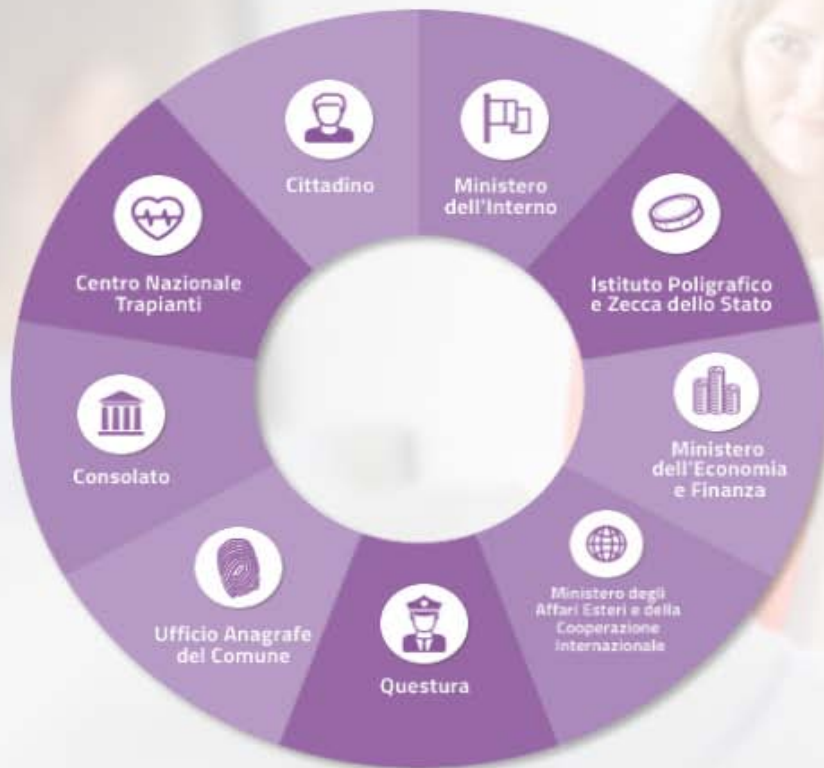 Cittadino
Ministero
dell'Interno
Istituto Poligrafico
e Zecca dello Stato
Ministero
dell'Economia
e Finanza
Ministero degli
Affari Esteri e della
Cooperazione
Internazionale
Questura
Ufficio Anagrafe
del Comune
Consolato
Centro Nazionale
Trapianti